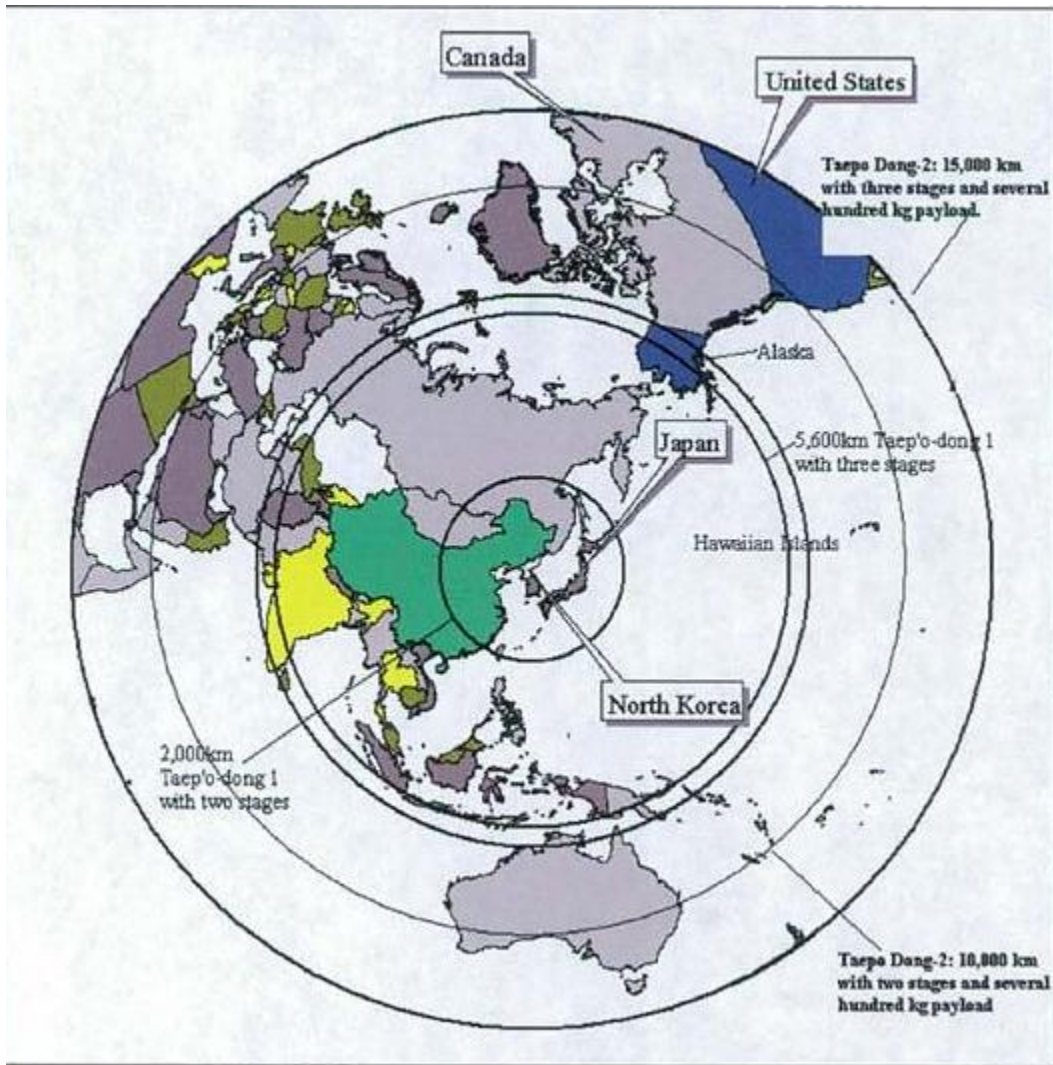 Canada
United States
Taepo Dong-2: 15,000 km
with three stages and several
hundred kg payload.
Alaska
Japan
5,600km Taep'o-dong 1
with three stages
Hawaiian Islands
North Korea
2,000km
Taep'o-dong 1
with two stages
Taepo Dong-2: 10,000 km
with two stages and several
hundred kg payload